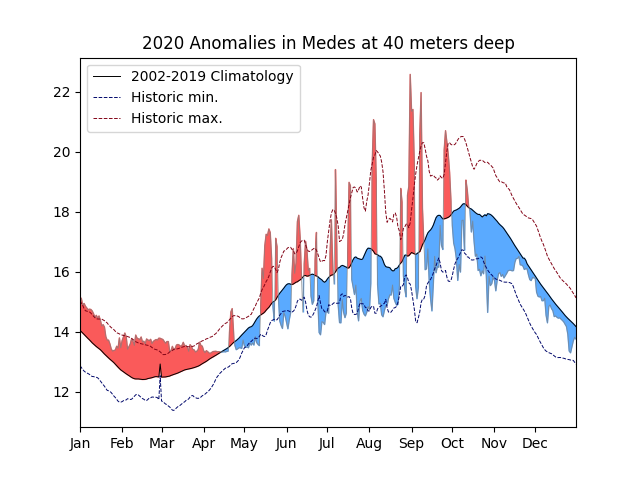 2020 Anomalies in Medes at 40 meters deep
2002-2019 Climatology
Historic min.
Historic max.
22
20
18
16
14
12
Jan Feb Mar Apr May Jun Jul Aug Sep Oct Nov Dec